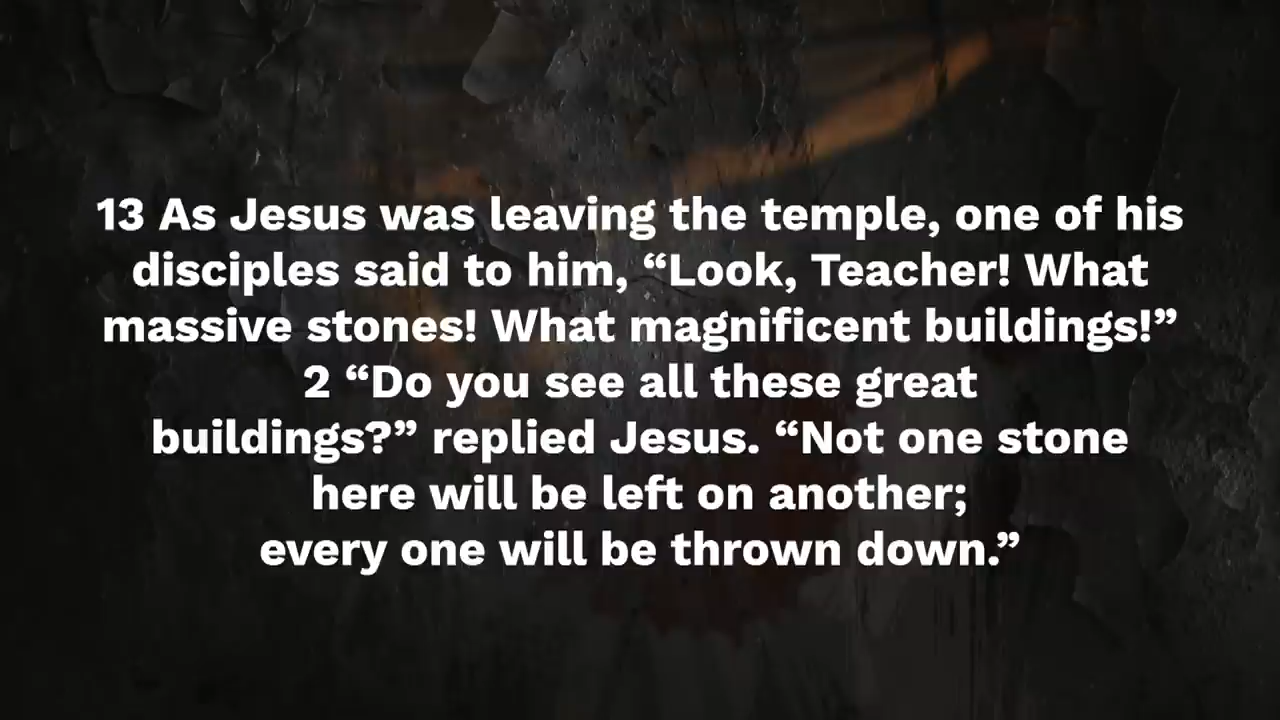 13 As Jesus was leaving the temple, one of his
disciples said to him, “Look, Teacher! What
massive stones! What magnificent buildings!”
2 “Do you see all these great
buildings?” replied Jesus. “Not one stone
here will be left on another;
every one will be thrown down.”